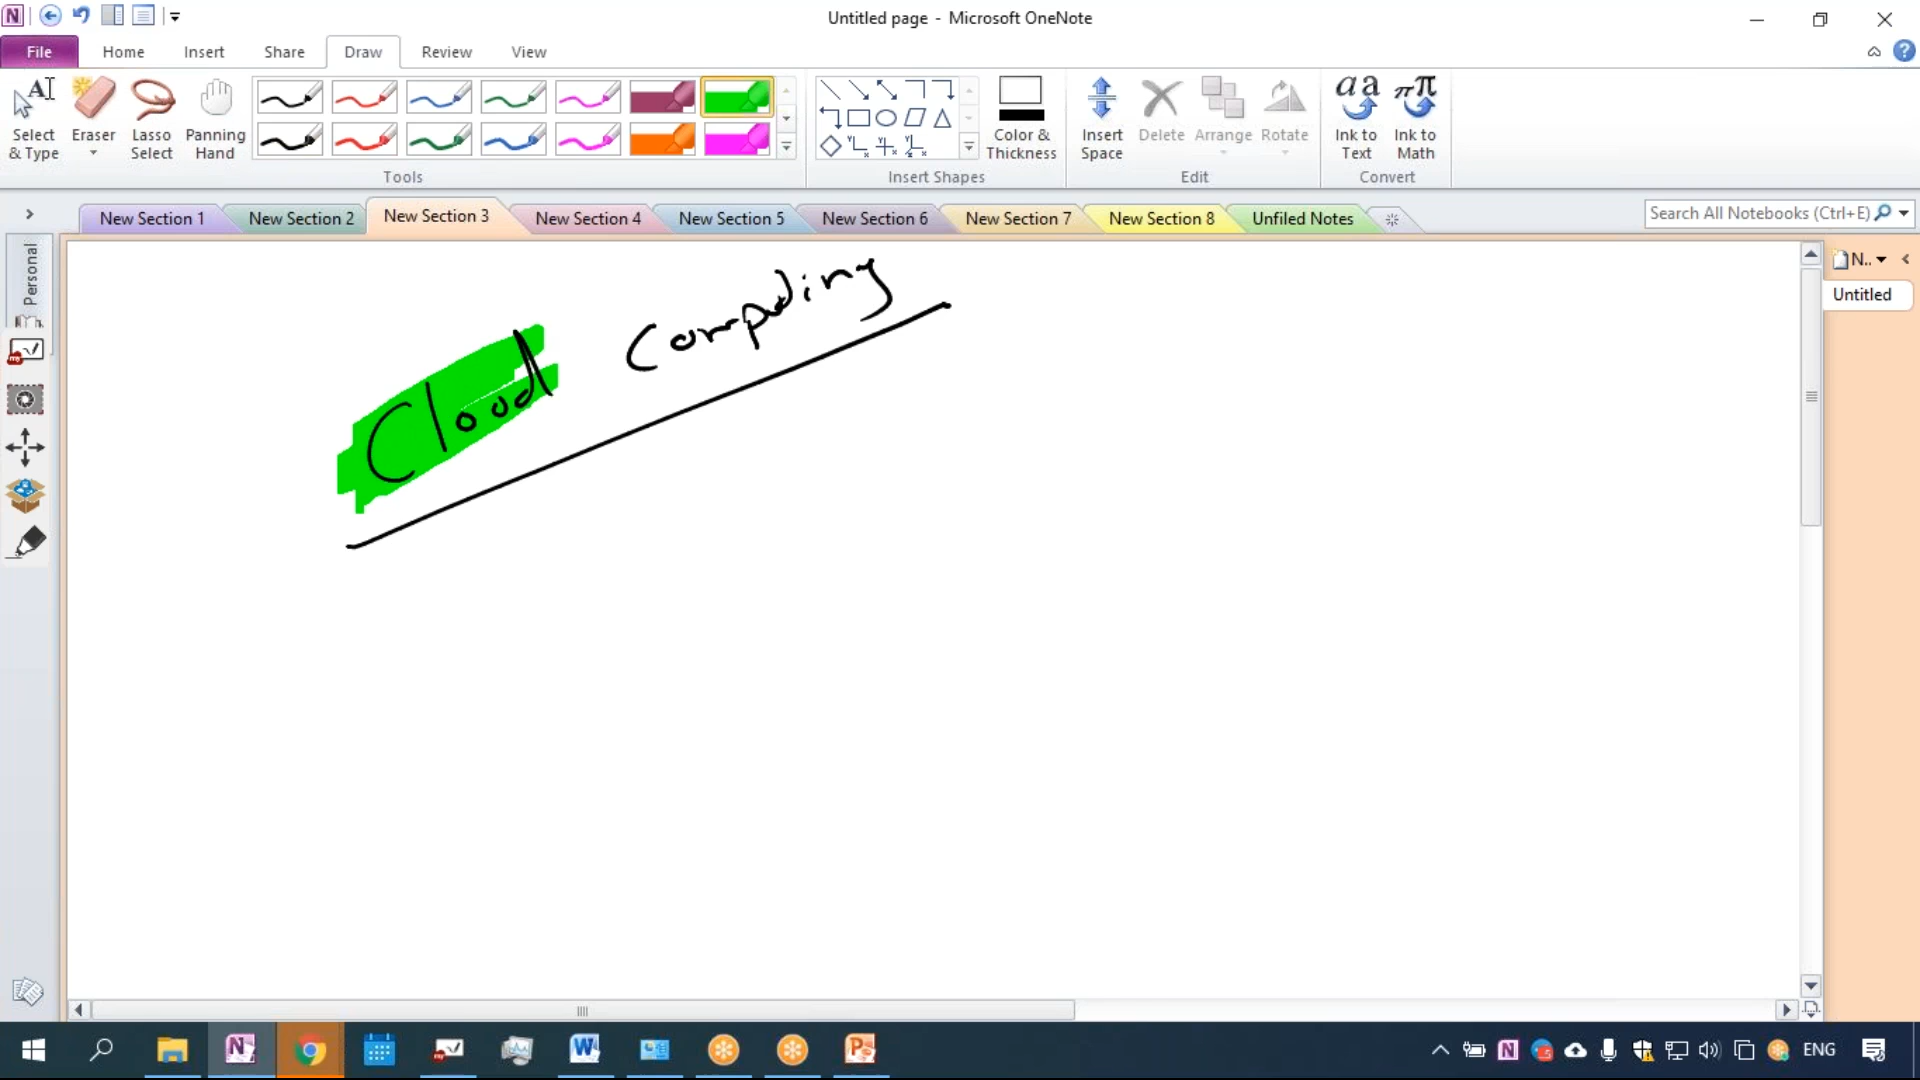 Untitled page - Microsoft OneNote
File Home Insert Share Draw Review View
Select & Type
Eraser
Lasso Select
Panning Hand
Color & Thickness
Insert Space
Delete
Arrange
Rotate
Ink to Text
Ink to Math
Tools
Insert Shapes
Edit
Convert
New Section 1 New Section 2 New Section 3 New Section 4 New Section 5 New Section 6 New Section 7 New Section 8 Unfiled Notes
Search All Notebooks (Ctrl+E)
Personal
N..
Untitled
Cloud Computing
ENG